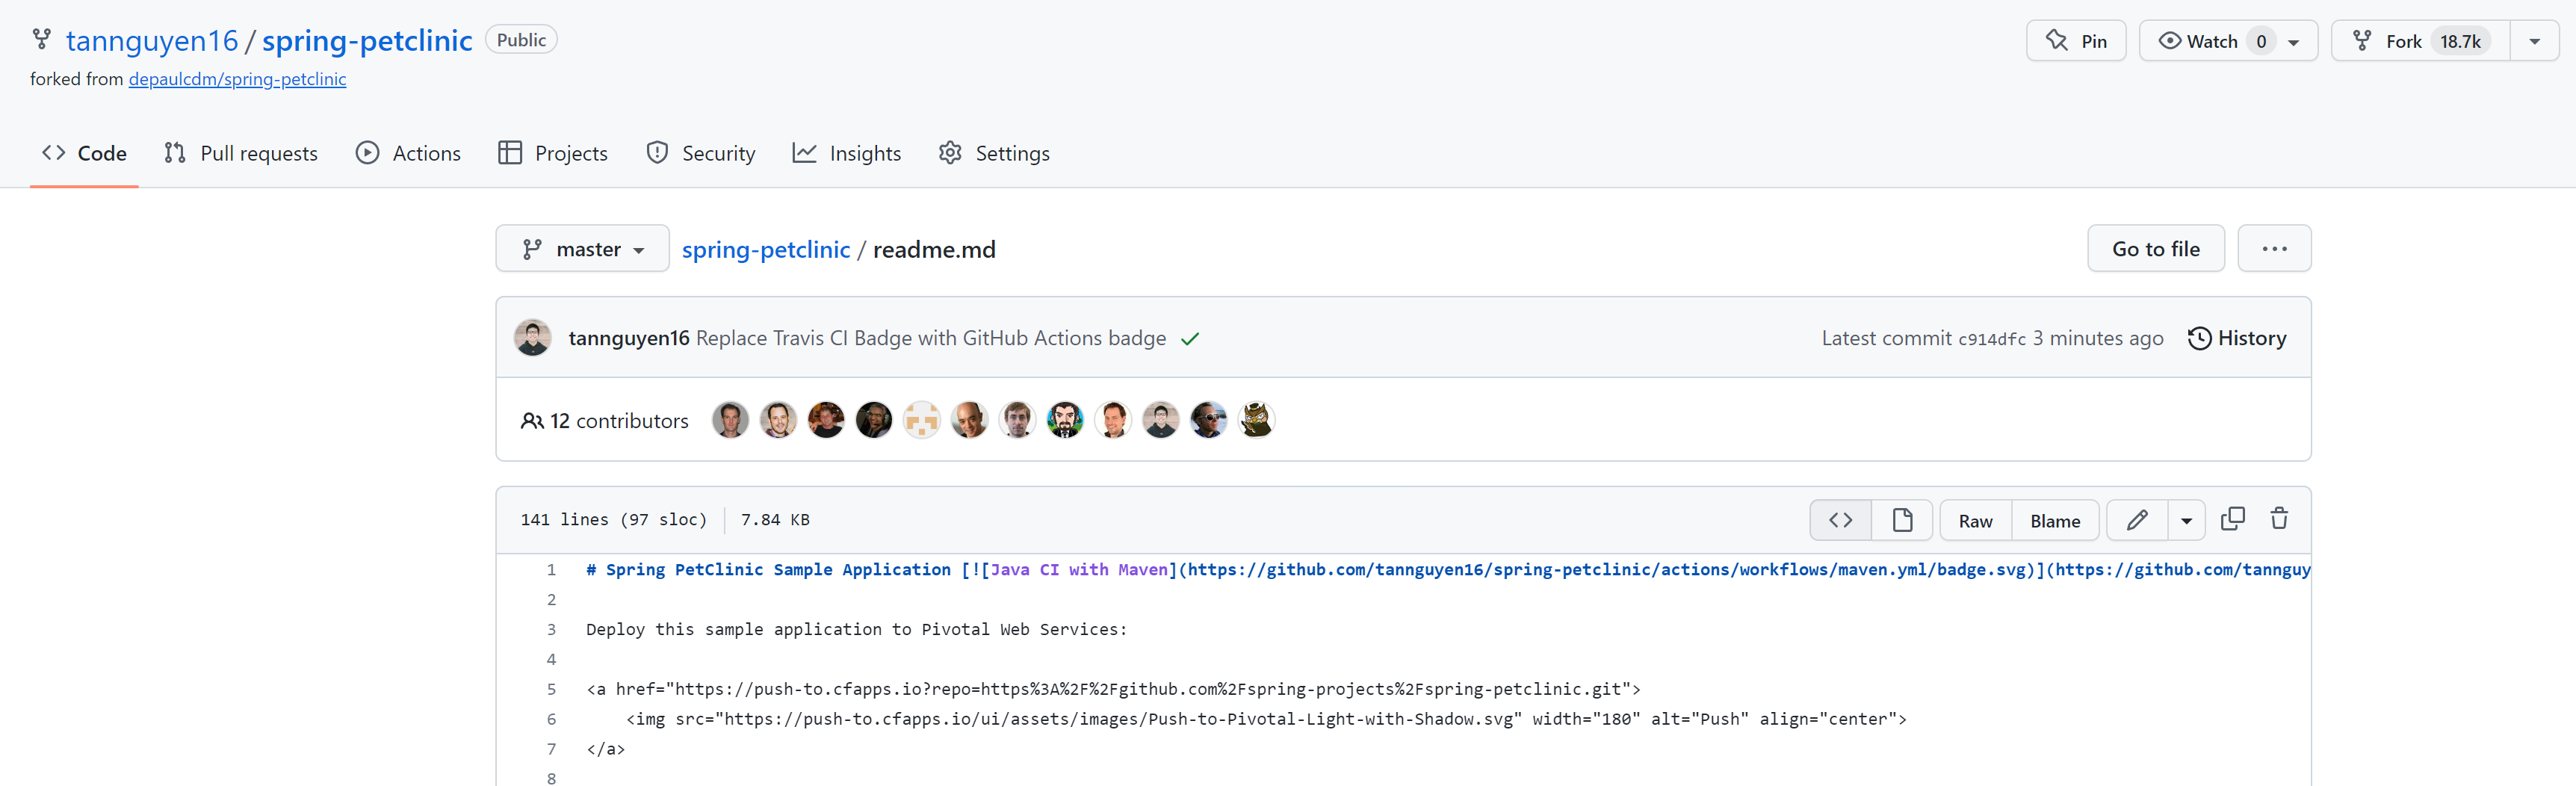 tannguyen16 / spring-petclinic Public
Pin Watch 0 Fork 18.7k
forked from depaulcdm/spring-petclinic
Code Pull requests Actions Projects Security Insights Settings
master spring-petclinic / readme.md Go to file ...
tannguyen16 Replace Travis CI Badge with GitHub Actions badge Latest commit c914dfc 3 minutes ago History
12 contributors
141 lines (97 sloc) 7.84 KB Raw Blame
1 # Spring PetClinic Sample Application [![Java CI with Maven](https://github.com/tannguyen16/spring-petclinic/actions/workflows/maven.yml/badge.svg)](https://github.com/tannguy
2
3 Deploy this sample application to Pivotal Web Services:
4
5 <a href="https://push-to.cfapps.io?repo=https%3A%2F%2Fgithub.com%2Fspring-projects%2Fspring-petclinic.git">
6 <img src="https://push-to.cfapps.io/ui/assets/images/Push-to-Pivotal-Light-with-Shadow.svg" width="180" alt="Push" align="center">
7 </a>
8